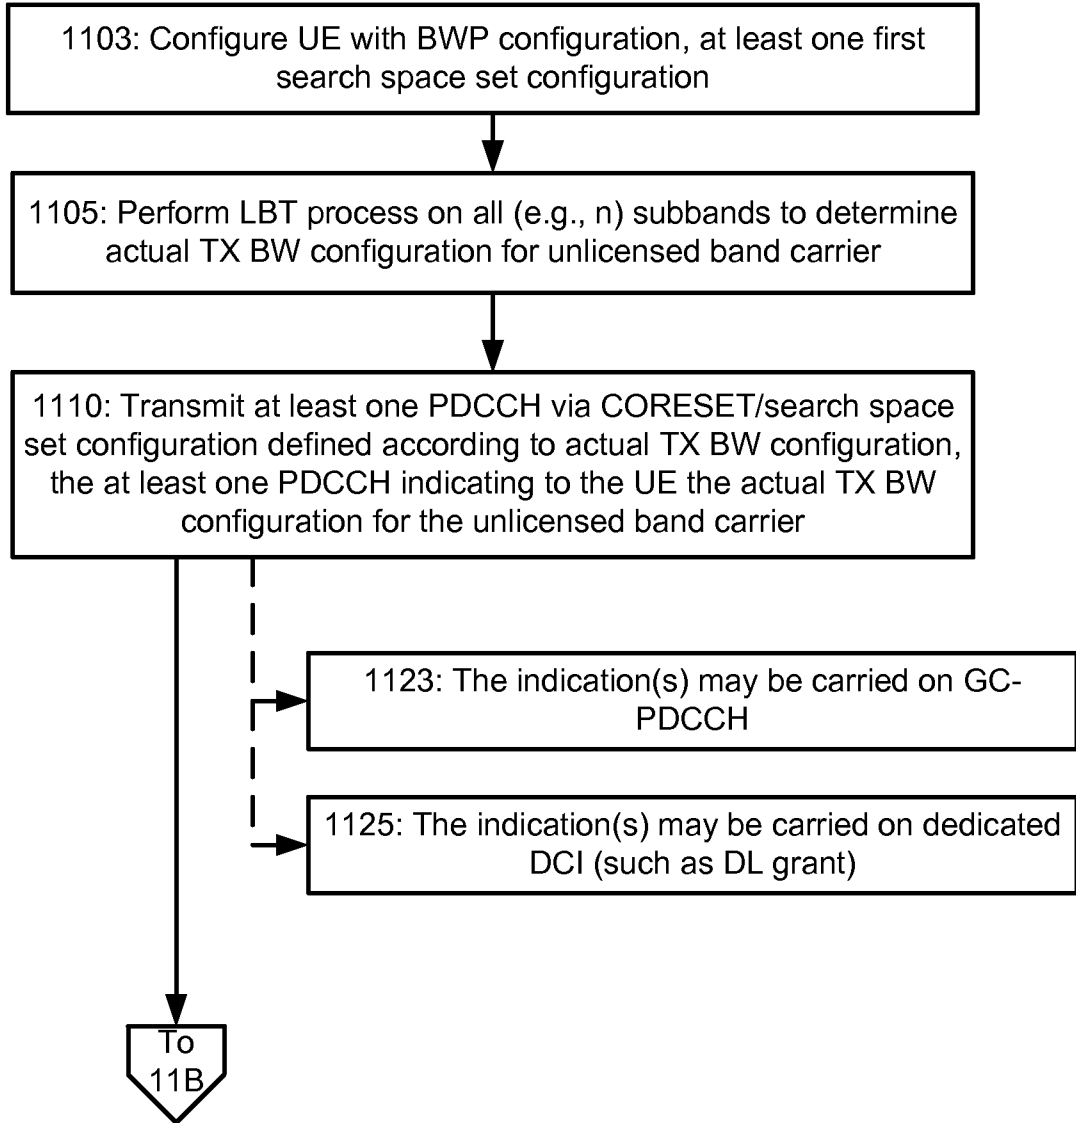 1103: Configure UE with BWP configuration, at least one first
search space set configuration
1105: Perform LBT process on all (e.g., n) subbands to determine
actual TX BW configuration for unlicensed band carrier
1110: Transmit at least one PDCCH via CORESET/search space
set configuration defined according to actual TX BW configuration,
the at least one PDCCH indicating to the UE the actual TX BW
configuration for the unlicensed band carrier
1123: The indication(s) may be carried on GC-
PDCCH
1125: The indication(s) may be carried on dedicated
DCI (such as DL grant)
To
11B